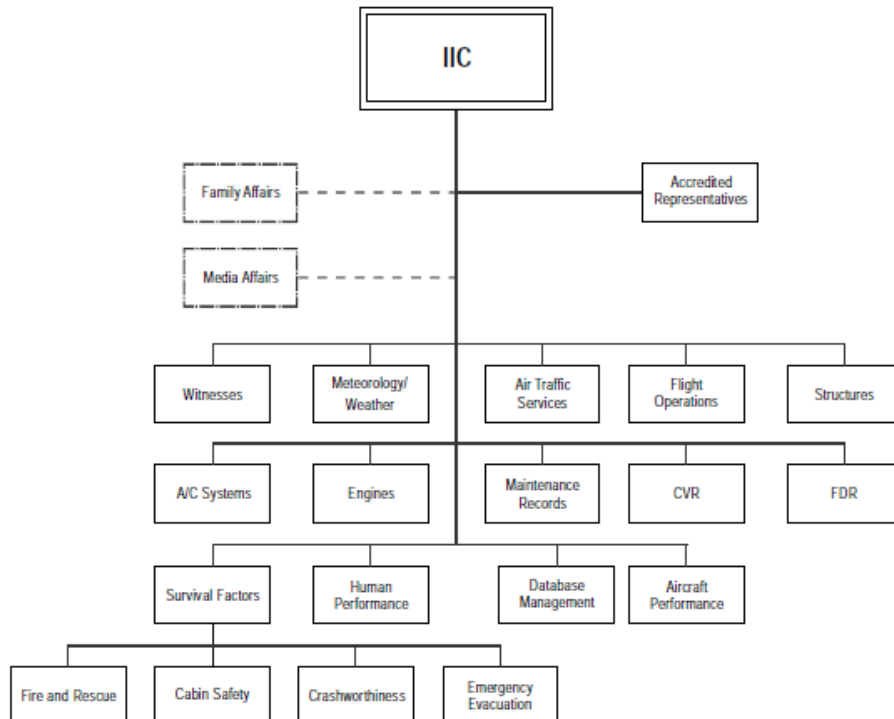 IIC
Family Affairs
Accredited
Representatives
Media Affairs
Witnesses
Meteorology/
Weather
Air Traffic
Services
Flight
Operations
Structures
A/C Systems
Engines
Maintenance
Records
CVR
FDR
Survival Factors
Human
Performance
Database
Management
Aircraft
Performance
Fire and Rescue
Cabin Safety
Crashworthiness
Emergency
Evacuation